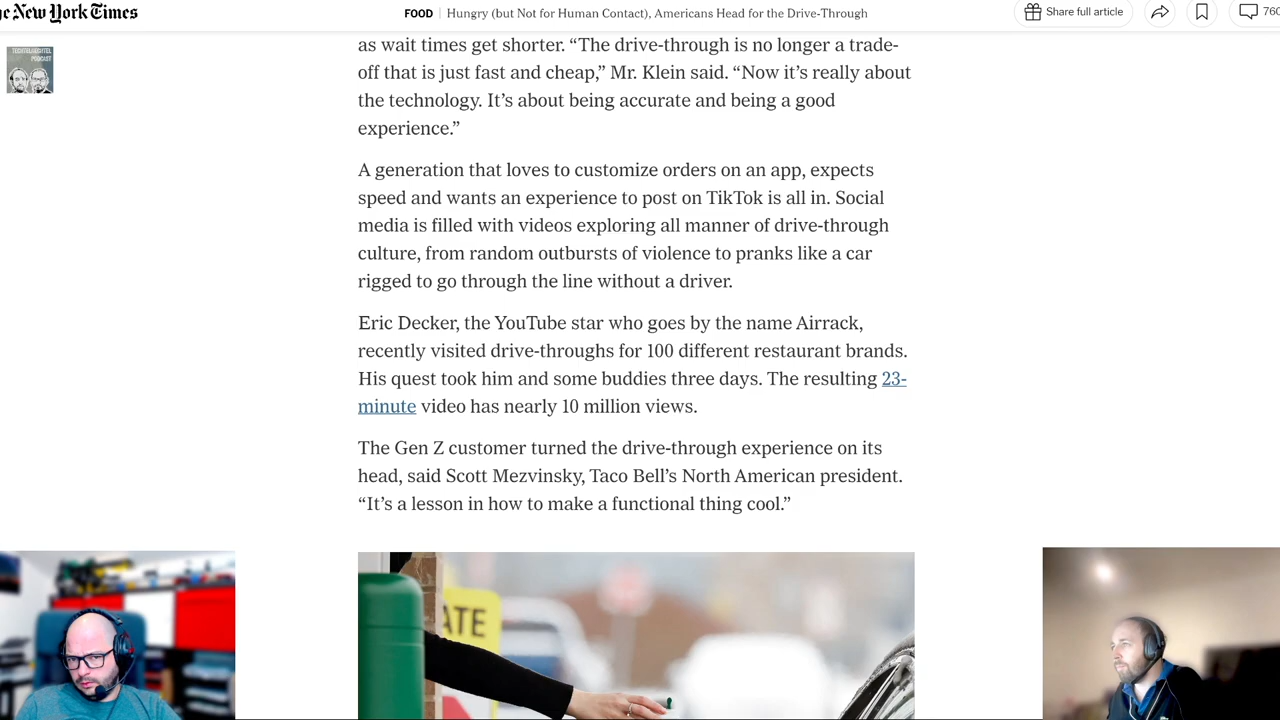 e New York Times
FOOD | Hungry (but Not for Human Contact), Americans Head for the Drive-Through
Share full article
760
TECHTALKECHTEL
PODCAST
as wait times get shorter. “The drive-through is no longer a trade-
off that is just fast and cheap,” Mr. Klein said. “Now it’s really about
the technology. It’s about being accurate and being a good
experience.”
A generation that loves to customize orders on an app, expects
speed and wants an experience to post on TikTok is all in. Social
media is filled with videos exploring all manner of drive-through
culture, from random outbursts of violence to pranks like a car
rigged to go through the line without a driver.
Eric Decker, the YouTube star who goes by the name Airrack,
recently visited drive-throughs for 100 different restaurant brands.
His quest took him and some buddies three days. The resulting 23-
minute video has nearly 10 million views.
The Gen Z customer turned the drive-through experience on its
head, said Scott Mezvinsky, Taco Bell’s North American president.
“It’s a lesson in how to make a functional thing cool.”
ATE